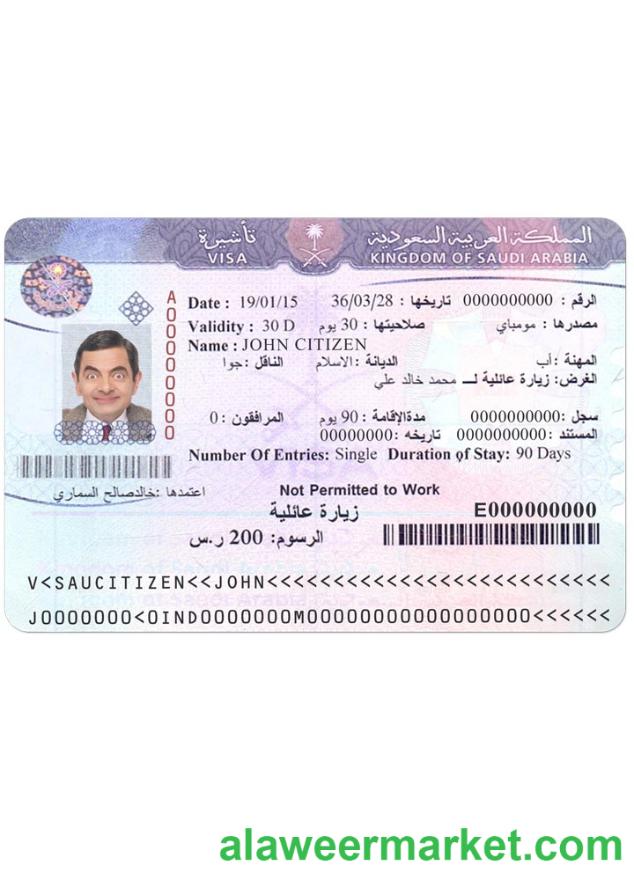 المملكة العربية السعودية
تأشيرة
KINGDOM OF SAUDI ARABIA
VISA
الرقم : 0000000000 تاريخها : 36/03/28 Date : 19/01/15
مصدرها : مومباي صلاحيتها : 30 يوم Validity : 30 D
Name : JOHN CITIZEN
المهنة : أب الديانة : الاسلام الناقل : جوا
الغرض: زيارة عائلية لـــ محمد خالد علي
سجل :0000000000 مدةالإقامة : 90 يوم المرافقون : 0
المستند :0000000000 تاريخه :00000000
Number Of Entries: Single Duration of Stay: 90 Days
A00000000
اعتمدها :خالدصالح السماري
Not Permitted to Work
زيارة عائلية
E000000000
الرسوم: 200 ر.س
V<SAUCITIZEN<<JOHN<<<<<<<<<<<<<<<<<<<<<<<<<<
J0000000<OIND0000000M0000000000000000<<<<<<
alaweermarket.com